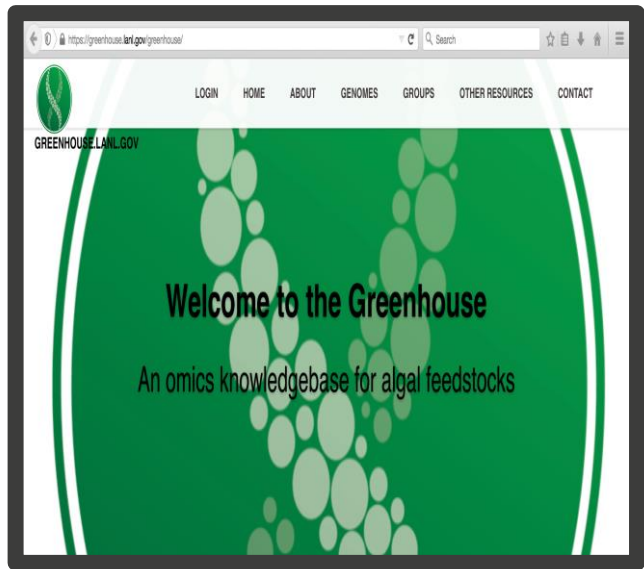 https://greenhouse.lanl.gov/greenhouse/
Search
LOGIN HOME ABOUT GENOMES GROUPS OTHER RESOURCES CONTACT
GREENHOUSE.LANL.GOV
Welcome to the Greenhouse
An omics knowledgebase for algal feedstocks